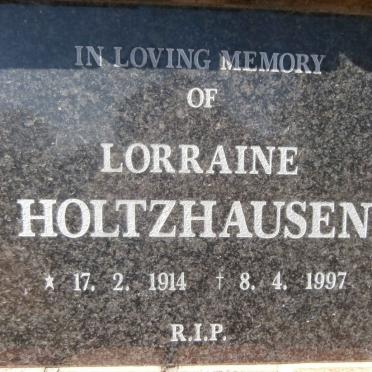 IN LOVING MEMORY
OF
LORRAINE
HOLTZHAUSEN
★ 17. 2. 1914 † 8. 4. 1997
R.I.P.